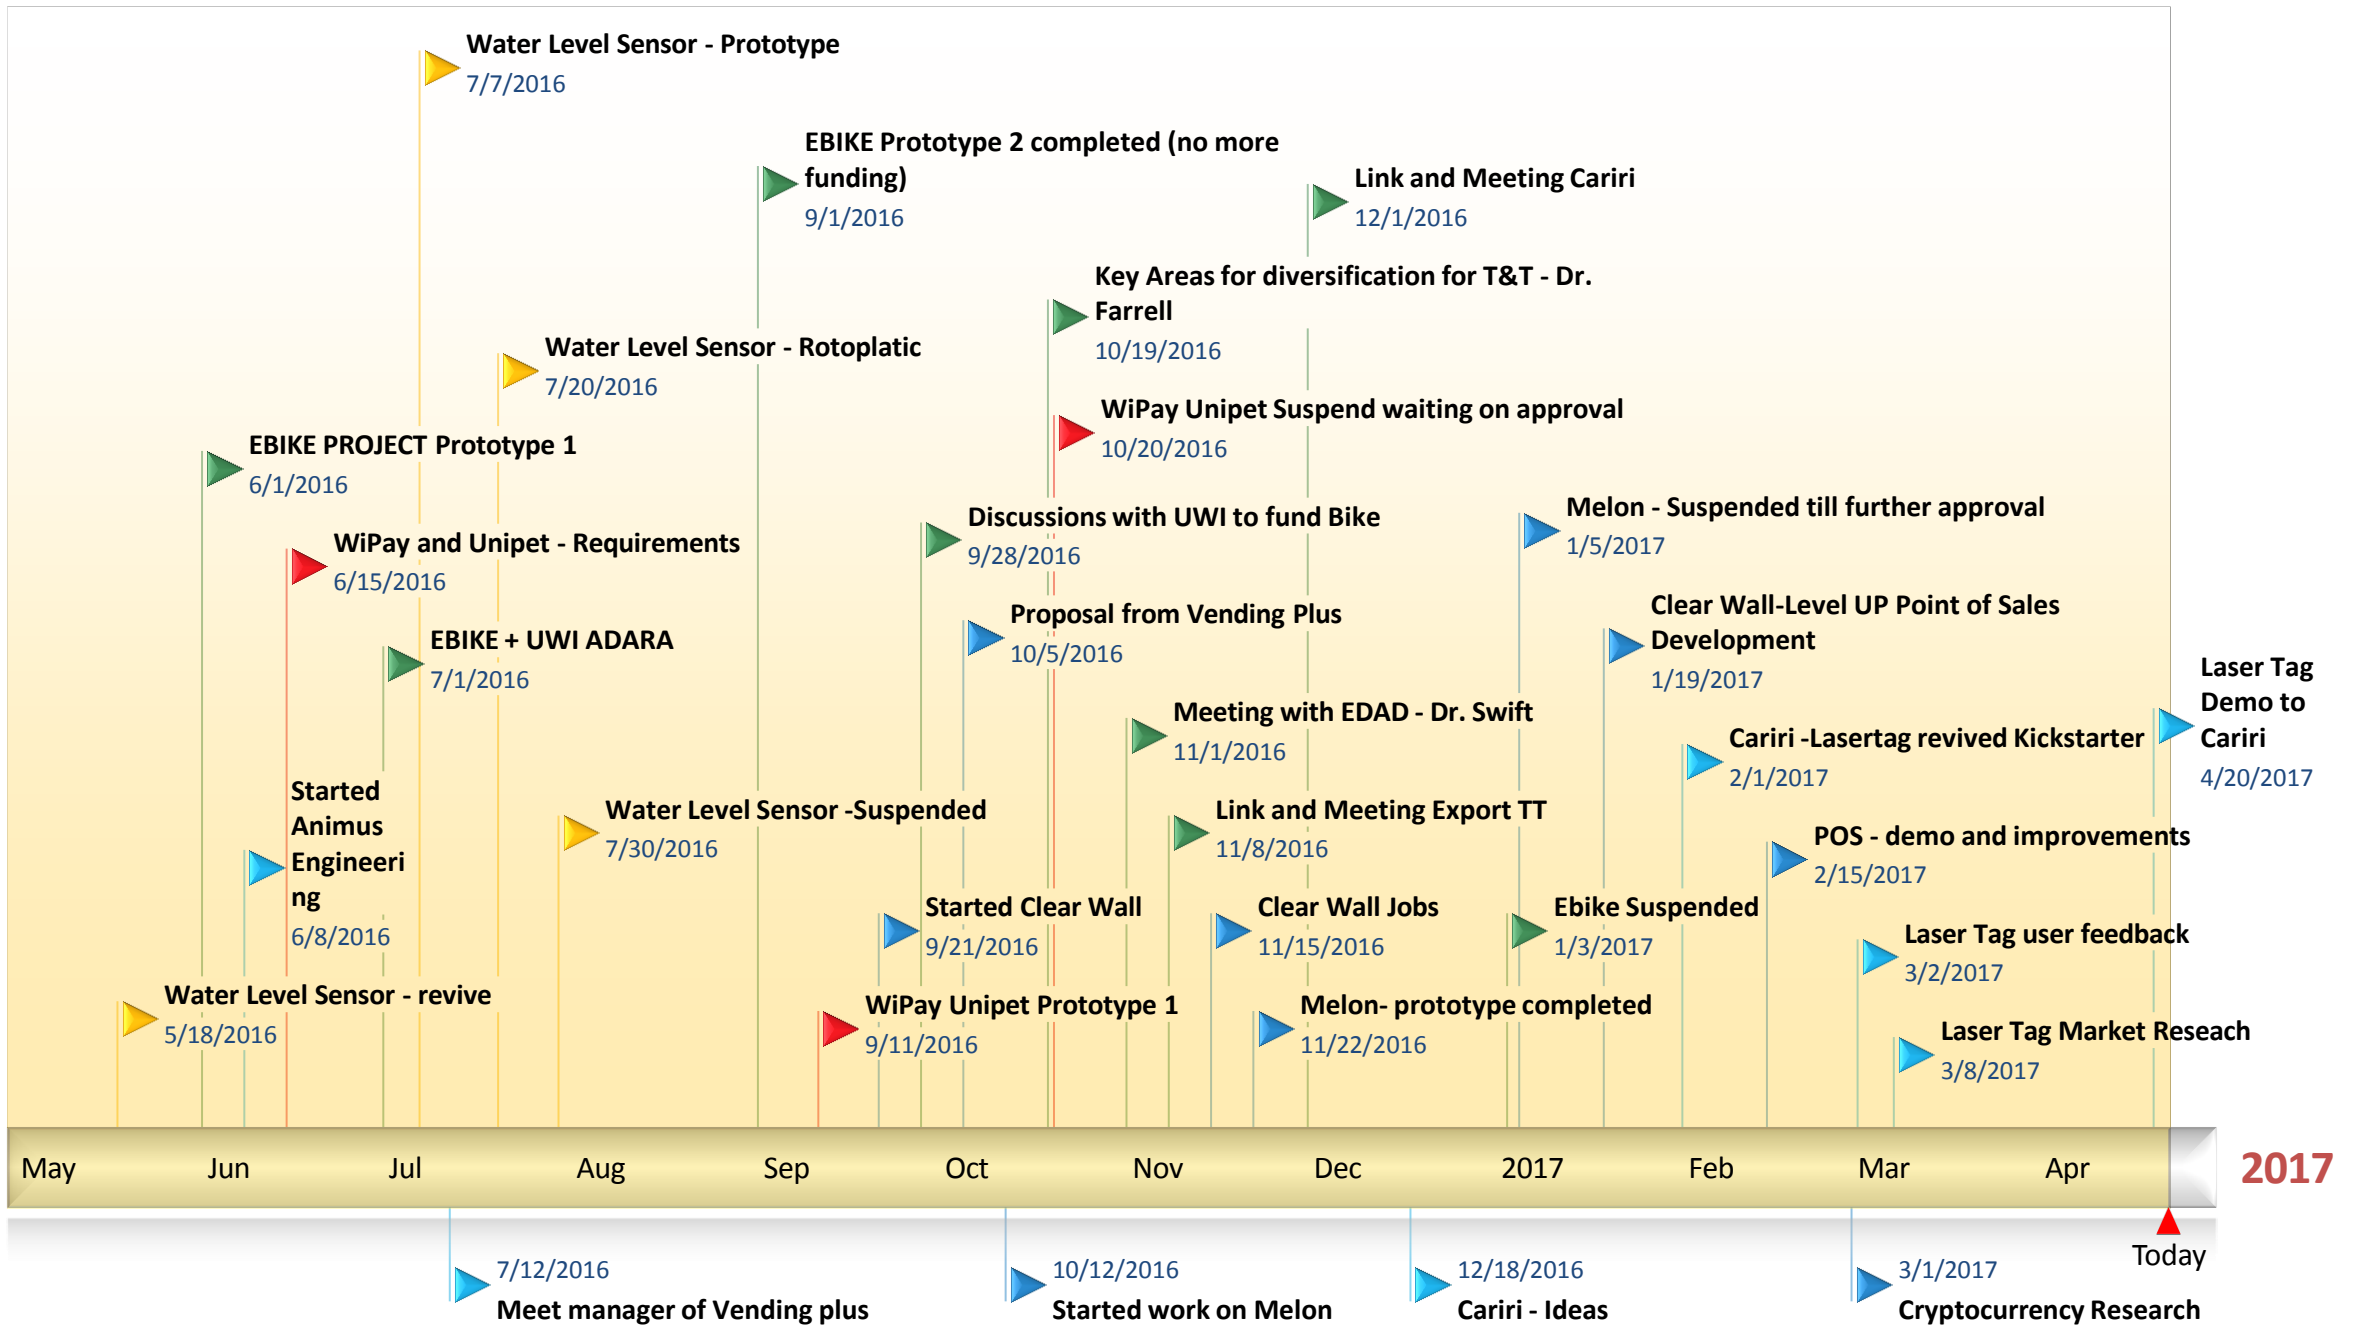 Water Level Sensor - Prototype
7/7/2016
EBIKE Prototype 2 completed (no more
funding)
9/1/2016
Link and Meeting Cariri
12/1/2016
Key Areas for diversification for T&T - Dr.
Farrell
10/19/2016
Water Level Sensor - Rotoplatic
7/20/2016
WiPay Unipet Suspend waiting on approval
10/20/2016
EBIKE PROJECT Prototype 1
6/1/2016
Melon - Suspended till further approval
1/5/2017
Discussions with UWI to fund Bike
9/28/2016
WiPay and Unipet - Requirements
6/15/2016
Clear Wall-Level UP Point of Sales
Development
1/19/2017
Proposal from Vending Plus
10/5/2016
EBIKE + UWI ADARA
7/1/2016
Laser Tag
Demo to
Cariri
4/20/2017
Meeting with EDAD - Dr. Swift
11/1/2016
Cariri -Lasertag revived Kickstarter
2/1/2017
Started
Animus
Engineeri
ng
6/8/2016
Water Level Sensor -Suspended
7/30/2016
Link and Meeting Export TT
11/8/2016
POS - demo and improvements
2/15/2017
Started Clear Wall
9/21/2016
Clear Wall Jobs
11/15/2016
Ebike Suspended
1/3/2017
Laser Tag user feedback
3/2/2017
Water Level Sensor - revive
5/18/2016
WiPay Unipet Prototype 1
9/11/2016
Melon- prototype completed
11/22/2016
Laser Tag Market Reseach
3/8/2017
May Jun Jul Aug Sep Oct Nov Dec 2017 Feb Mar Apr 2017
Today
7/12/2016
Meet manager of Vending plus
10/12/2016
Started work on Melon
12/18/2016
Cariri - Ideas
3/1/2017
Cryptocurrency Research